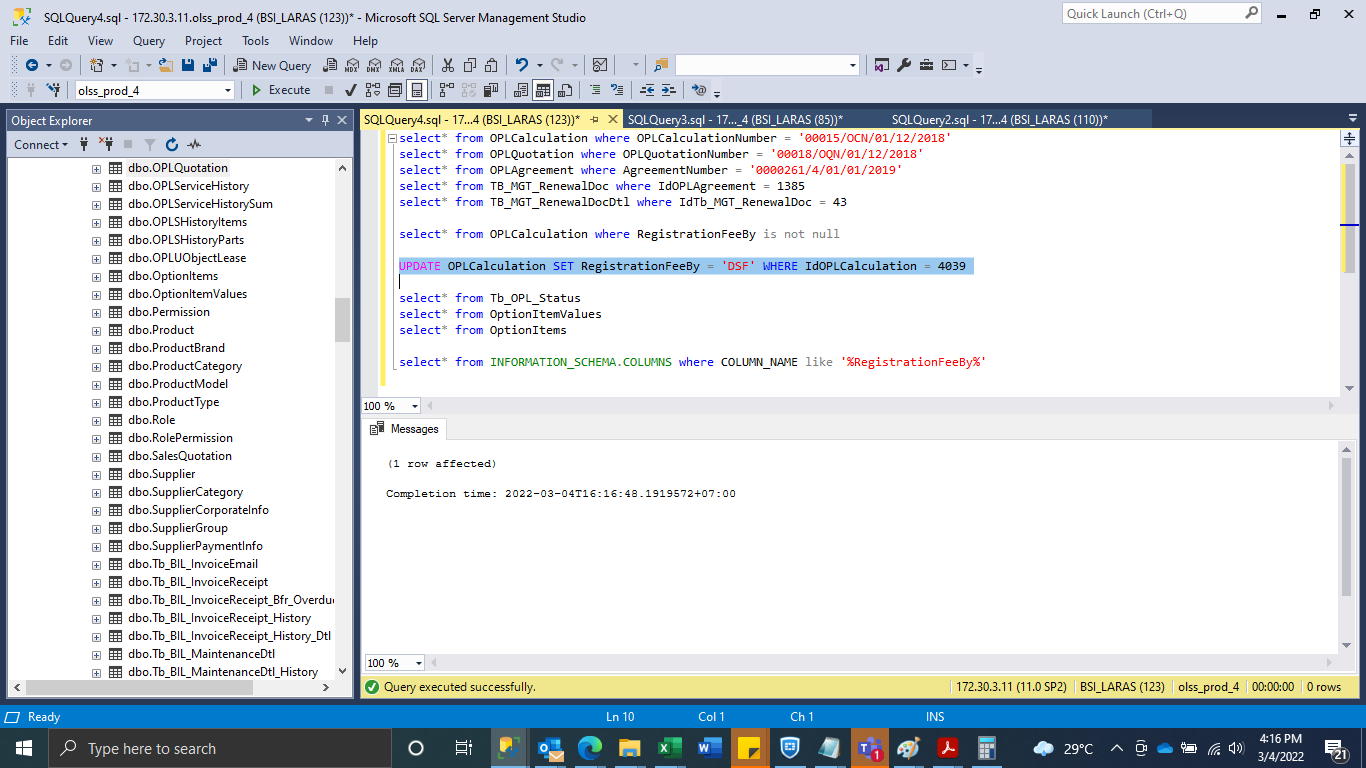 SQLQuery4.sql - 172.30.3.11.olss_prod_4 (BSI_LARAS (123))* - Microsoft SQL Server Management Studio
Quick Launch (Ctrl+Q)
File Edit View Query Project Tools Window Help
New Query MDX DMX XMLA DAX
olss_prod_4 Execute
Object Explorer
Connect
dbo.OPLQuotation
dbo.OPLServiceHistory
dbo.OPLServiceHistorySum
dbo.OPLSHistoryItems
dbo.OPLSHistoryParts
dbo.OPLUObjectLease
dbo.OptionItems
dbo.OptionItemValues
dbo.Permission
dbo.Product
dbo.ProductBrand
dbo.ProductCategory
dbo.ProductModel
dbo.ProductType
dbo.Role
dbo.RolePermission
dbo.SalesQuotation
dbo.Supplier
dbo.SupplierCategory
dbo.SupplierCorporateInfo
dbo.SupplierGroup
dbo.SupplierPaymentInfo
dbo.Tb_BIL_InvoiceEmail
dbo.Tb_BIL_InvoiceReceipt
dbo.Tb_BIL_InvoiceReceipt_Bfr_Overdu
dbo.Tb_BIL_InvoiceReceipt_History
dbo.Tb_BIL_InvoiceReceipt_History_Dtl
dbo.Tb_BIL_MaintenanceDtl
dbo.Tb_BIL_MaintenanceDtl_History
SQLQuery4.sql - 17...4 (BSI_LARAS (123))* SQLQuery3.sql - 17..._4 (BSI_LARAS (85))* SQLQuery2.sql - 17...4 (BSI_LARAS (110))*
select* from OPLCalculation where OPLCalculationNumber = '00015/OCN/01/12/2018'
select* from OPLQuotation where OPLQuotationNumber = '00018/OQN/01/12/2018'
select* from OPLAgreement where AgreementNumber = '0000261/4/01/01/2019'
select* from TB_MGT_RenewalDoc where IdOPLAgreement = 1385
select* from TB_MGT_RenewalDocDtl where IdTb_MGT_RenewalDoc = 43
select* from OPLCalculation where RegistrationFeeBy is not null
UPDATE OPLCalculation SET RegistrationFeeBy = 'DSF' WHERE IdOPLCalculation = 4039
select* from Tb_OPL_Status
select* from OptionItemValues
select* from OptionItems
select* from INFORMATION_SCHEMA.COLUMNS where COLUMN_NAME like '%RegistrationFeeBy%'
100 %
Messages
(1 row affected)
Completion time: 2022-03-04T16:16:48.1919572+07:00
100 %
Query executed successfully. 172.30.3.11 (11.0 SP2) BSI_LARAS (123) olss_prod_4 00:00:00 0 rows
Ready Ln 10 Col 1 Ch 1 INS
Type here to search 1 29°C 4:16 PM
3/4/2022 21